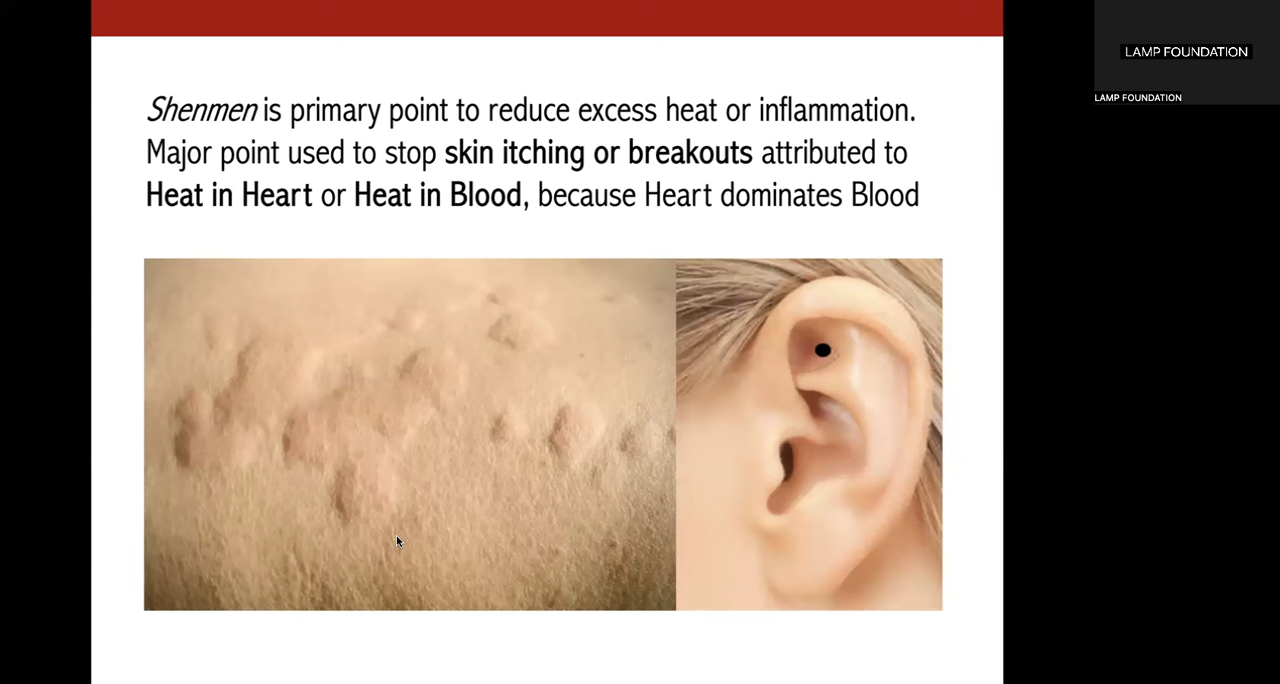 Shenmen is primary point to reduce excess heat or inflammation.
Major point used to stop skin itching or breakouts attributed to
Heat in Heart or Heat in Blood, because Heart dominates Blood
LAMP FOUNDATION
LAMP FOUNDATION